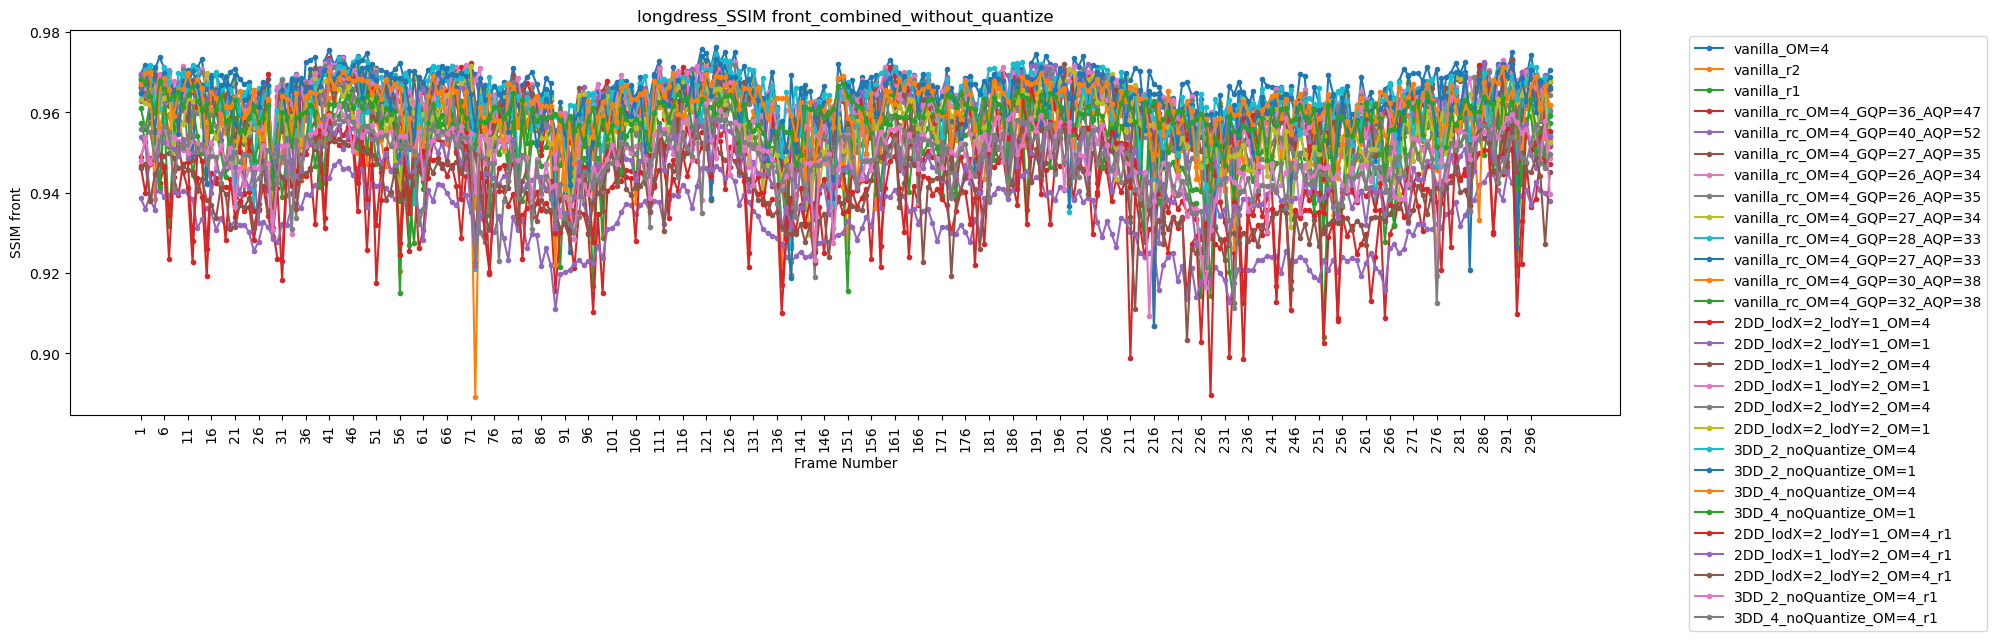 longdress_SSIM front_combined_without_quantize
SSIM front
0.98
0.96
0.94
0.92
0.90
1 6 11 16 21 26 31 36 41 46 51 56 61 66 71 76 81 86 91 96 101 106 111 116 121 126 131 136 141 146 151 156 161 166 171 176 181 186 191 196 201 206 211 216 221 226 231 236 241 246 251 256 261 266 271 276 281 286 291 296
Frame Number
vanilla_OM=4
vanilla_r2
vanilla_r1
vanilla_rc_OM=4_GQP=36_AQP=47
vanilla_rc_OM=4_GQP=40_AQP=52
vanilla_rc_OM=4_GQP=27_AQP=35
vanilla_rc_OM=4_GQP=26_AQP=34
vanilla_rc_OM=4_GQP=26_AQP=35
vanilla_rc_OM=4_GQP=27_AQP=34
vanilla_rc_OM=4_GQP=28_AQP=33
vanilla_rc_OM=4_GQP=27_AQP=33
vanilla_rc_OM=4_GQP=30_AQP=38
vanilla_rc_OM=4_GQP=32_AQP=38
2DD_lodX=2_lodY=1_OM=4
2DD_lodX=2_lodY=1_OM=1
2DD_lodX=1_lodY=2_OM=4
2DD_lodX=1_lodY=2_OM=1
2DD_lodX=2_lodY=2_OM=4
2DD_lodX=2_lodY=2_OM=1
3DD_2_noQuantize_OM=4
3DD_2_noQuantize_OM=1
3DD_4_noQuantize_OM=4
3DD_4_noQuantize_OM=1
2DD_lodX=2_lodY=1_OM=4_r1
2DD_lodX=1_lodY=2_OM=4_r1
2DD_lodX=2_lodY=2_OM=4_r1
3DD_2_noQuantize_OM=4_r1
3DD_4_noQuantize_OM=4_r1